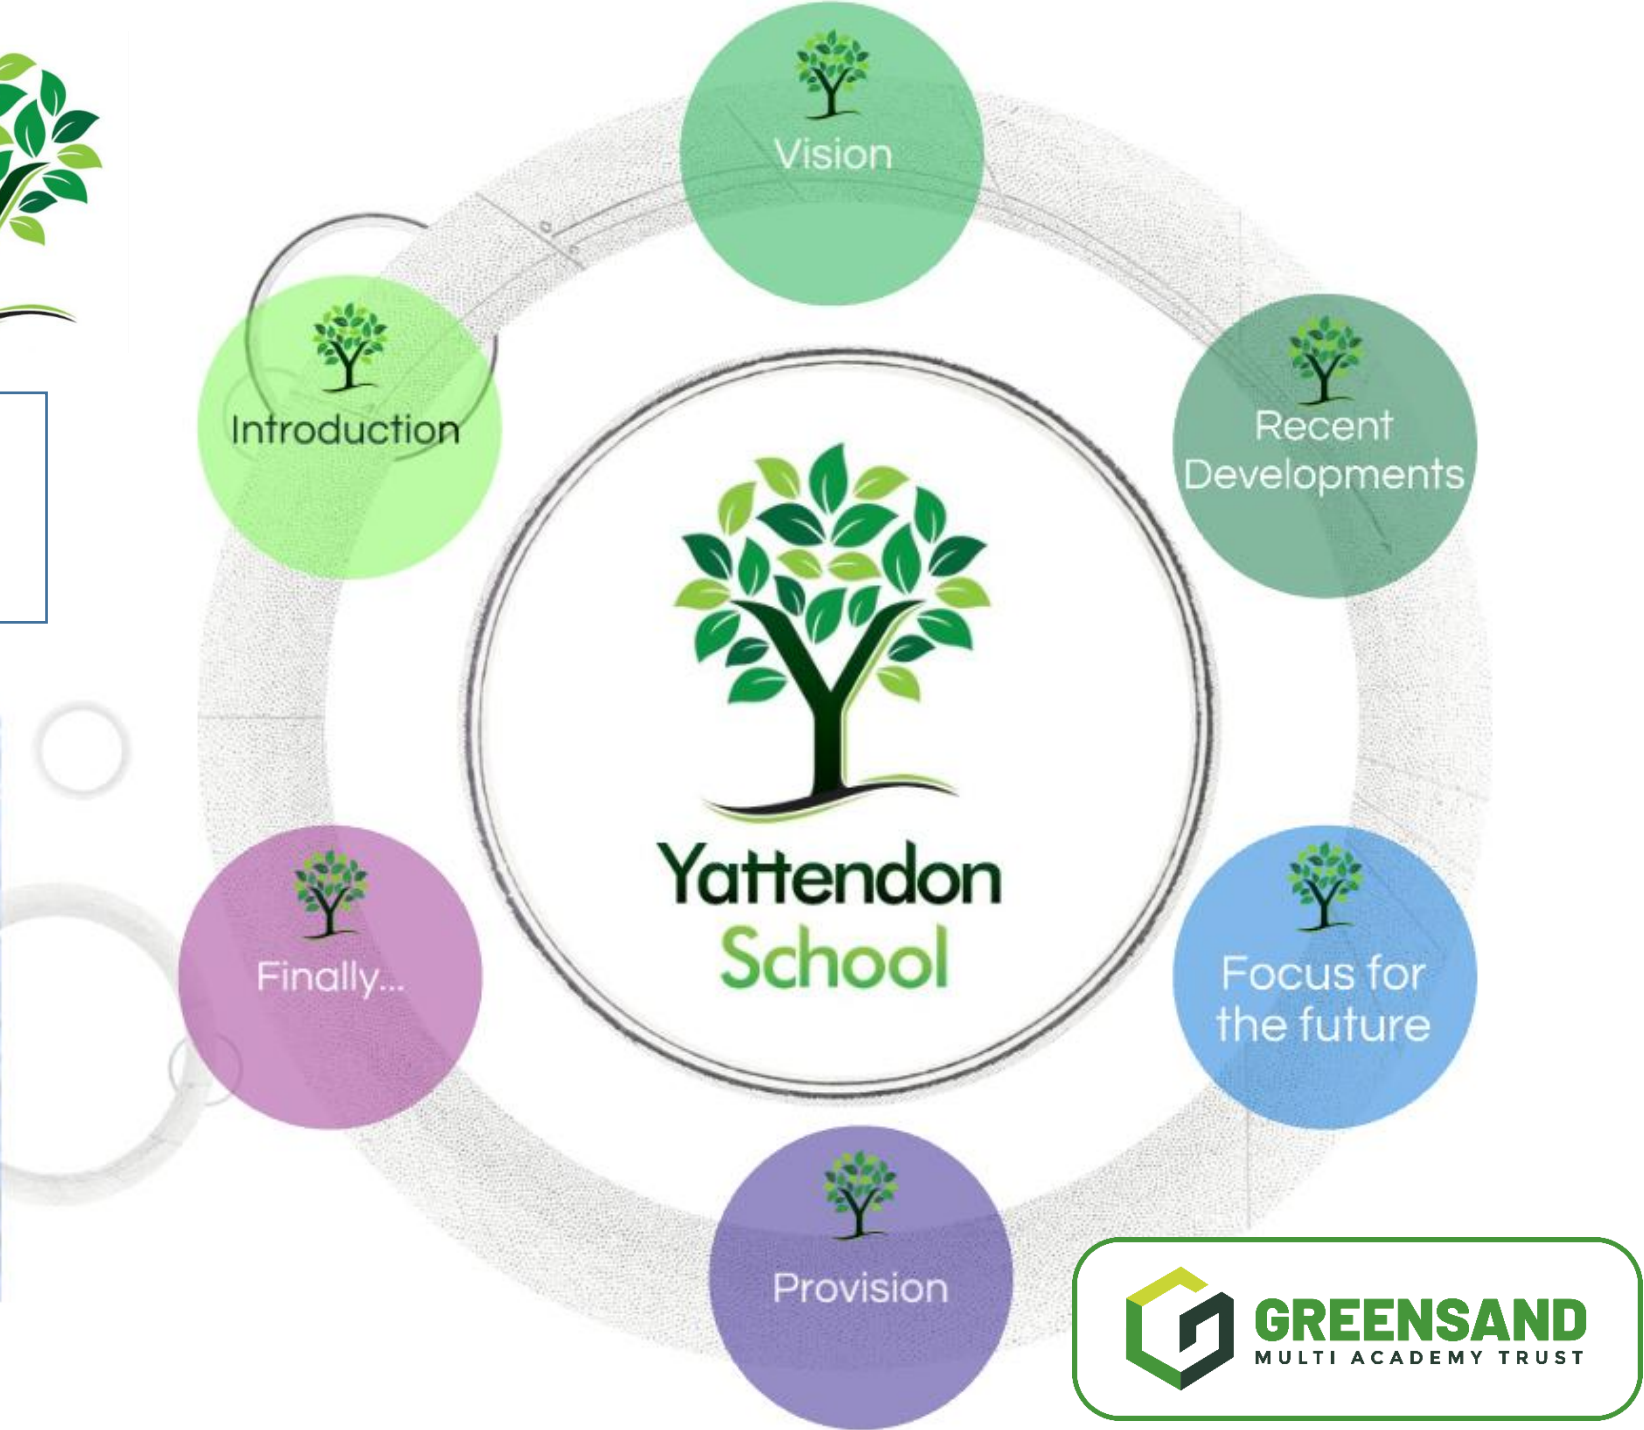 Vision
Introduction
Recent
Developments
Yattendon
School
Finally...
Focus for
the future
Provision
GREENSAND
MULTI ACADEMY TRUST